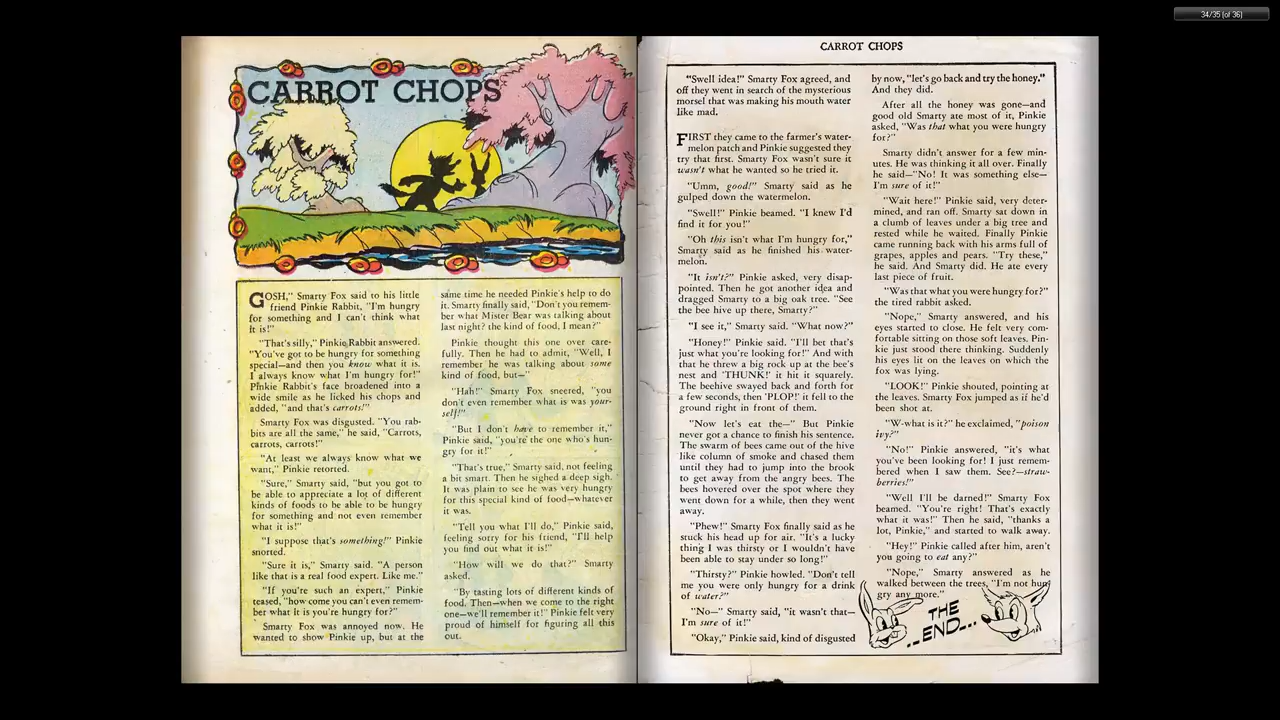 34/35 (of 36)
CARROT CHOPS
GOSH," Smarty Fox said to his little
friend Pinkie Rabbit, "I'm hungry
for something and I can't think what
it is!"
"That's silly," Pinkie Rabbit answered.
"You've got to be hungry for something
special—and then you know what it is.
I always know what I'm hungry for!"
Pinkie Rabbit's face broadened into a
wide smile as he licked his chops and
added, "and that's carrots!"
Smarty Fox was disgusted. "You rab-
bits are all the same," he said, "Carrots,
carrots, carrots!"
"At least we always know what we
want," Pinkie retorted.
"Sure," Smarty said, "but you got to
be able to appreciate a lot of different
kinds of foods to be able to be hungry
for something and not even remember
what it is!"
"I suppose that's something!" Pinkie
snorted.
"Sure it is," Smarty said. "A person
like that is a real food expert. Like me."
"If you're such an expert," Pinkie
teased, "how come you can't even remem-
ber what It is you're hungry for?"
Smarty Fox was annoyed now. He
wanted to show Pinkie up, but at the
same time he needed Pinkie's help to do
it. Smarty finally said, "Don't you remem-
ber what Mister Bear was talking about
last night? the kind of food, I mean?"
Pinkie thought this one over care-
fully. Then he had to admit, "Well, I
remember he was talking about some
kind of food, but—"
"Hah!" Smarty Fox sneered, "you
don't even remember what is was your-
self!"
"But I don't have to remember it,"
Pinkie said, "you're the one who's hun-
gry for it!"
"That's true," Smarty said, not feeling
a bit smart. Then he sighed a deep sigh.
It was plain to see he was very hungry
for this special kind of food—whatever
it was.
"Tell you what I'll do," Pinkie said,
feeling sorry for his friend, "I'll help
you find out what it is!"
"How will we do that?" Smarty
asked.
"By tasting lots of different kinds of
food. Then—when we come to the right
one—we'll remember it!" Pinkie felt very
proud of himself for figuring all this
out.
CARROT CHOPS
"Swell idea!" Smarty Fox agreed, and
off they went in search of the mysterious
morsel that was making his mouth water
like mad.
FIRST they came to the farmer's water-
melon patch and Pinkie suggested they
try that first. Smarty Fox wasn't sure it
wasn't what he wanted so he tried it.
"Umm, good!" Smarty said as he
gulped down the watermelon.
"Swell!" Pinkie beamed. "I knew I'd
find it for you!"
"Oh this isn't what I'm hungry for,"
Smarty said as he finished his water-
melon.
"It isn't?" Pinkie asked, very disap-
pointed. Then he got another idea and
dragged Smarty to a big oak tree. "See
the bee hive up there, Smarty?"
"I see it," Smarty said. "What now?"
"Honey!" Pinkie said. "I'll bet that's
just what you're looking for!" And with
that he threw a big rock up at the bee's
nest and 'THUNK!' it hit it squarely.
The beehive swayed back and forth for
a few seconds, then 'PLOP!' it fell to the
ground right in front of them.
"Now let's eat the—" But Pinkie
never got a chance to finish his sentence.
The swarm of bees came out of the hive
like column of smoke and chased them
until they had to jump into the brook
to get away from the angry bees. The
bees hovered over the spot where they
went down for a while, then they went
away.
"Phew!" Smarty Fox finally said as he
stuck his head up for air. "It's a lucky
thing I was thirsty or I wouldn't have
been able to stay under so long!"
"Thirsty?" Pinkie howled. "Don't tell
me you were only hungry for a drink
of water?"
"No—" Smarty said, "it wasn't that—
I'm sure of it!"
"Okay," Pinkie said, kind of disgusted
by now, "let's go back and try the honey."
And they did.
After all the honey was gone—and
good old Smarty ate most of it, Pinkie
asked, "Was that what you were hungry
for?"
Smarty didn't answer for a few min-
utes. He was thinking it all over. Finally
he said—"No! It was something else—
I'm sure of it!"
"Wait here!" Pinkie said, very deter-
mined, and ran off. Smarty sat down in
a clumb of leaves under a big tree and
rested while he waited. Finally Pinkie
came running back with his arms full of
grapes, apples and pears. "Try these,"
he said. And Smarty did. He ate every
last piece of fruit.
"Was that what you were hungry for?"
the tired rabbit asked.
"Nope," Smarty answered, and his
eyes started to close. He felt very com-
fortable sitting on those soft leaves. Pin-
kie just stood there thinking. Suddenly
his eyes lit on the leaves on which the
fox was lying.
"LOOK!" Pinkie shouted, pointing at
the leaves. Smarty Fox jumped as if he'd
been shot at.
"W-what is it?" he exclaimed, "poison
ivy?"
"No!" Pinkie answered, "it's what
you've been looking for! I just remem-
bered when I saw them. See?—straw-
berries!"
"Well I'll be darned!" Smarty Fox
beamed. "You're right! That's exactly
what it was!" Then he said, "thanks a
lot, Pinkie," and started to walk away.
"Hey!" Pinkie called after him, aren't
you going to eat any?"
"Nope," Smarty answered as he
walked between the trees, "I'm not hun-
gry any more."
THE
END...